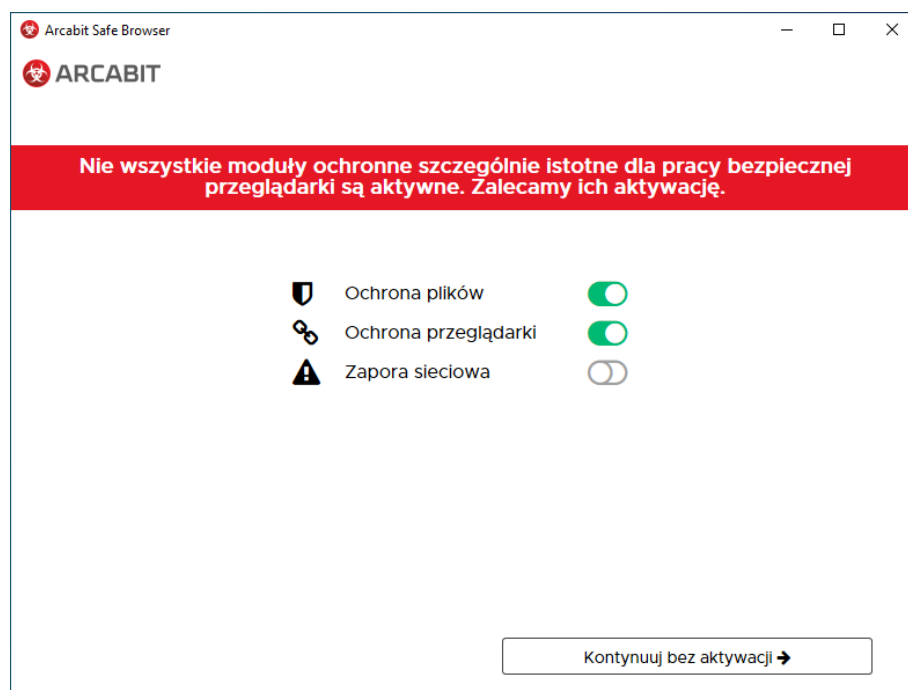 Arcabit Safe Browser
ARCABIT
Nie wszystkie moduły ochronne szczególnie istotne dla pracy bezpiecznej
przeglądarki są aktywne. Zalecamy ich aktywację.
Ochrona plików
Ochrona przeglądarki
Zapora sieciowa
Kontynuuj bez aktywacji